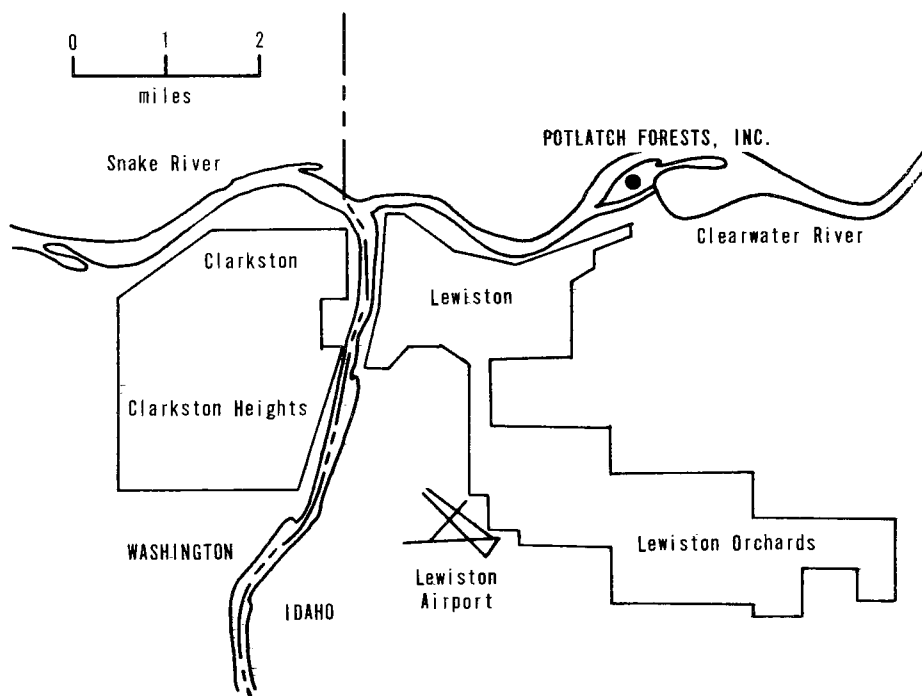 0 1 2
miles
POTLATCH FORESTS, INC.
Snake River
Clearwater River
Clarkston
Lewiston
Clarkston Heights
WASHINGTON
Lewiston Orchards
Lewiston
Airport
IDAHO